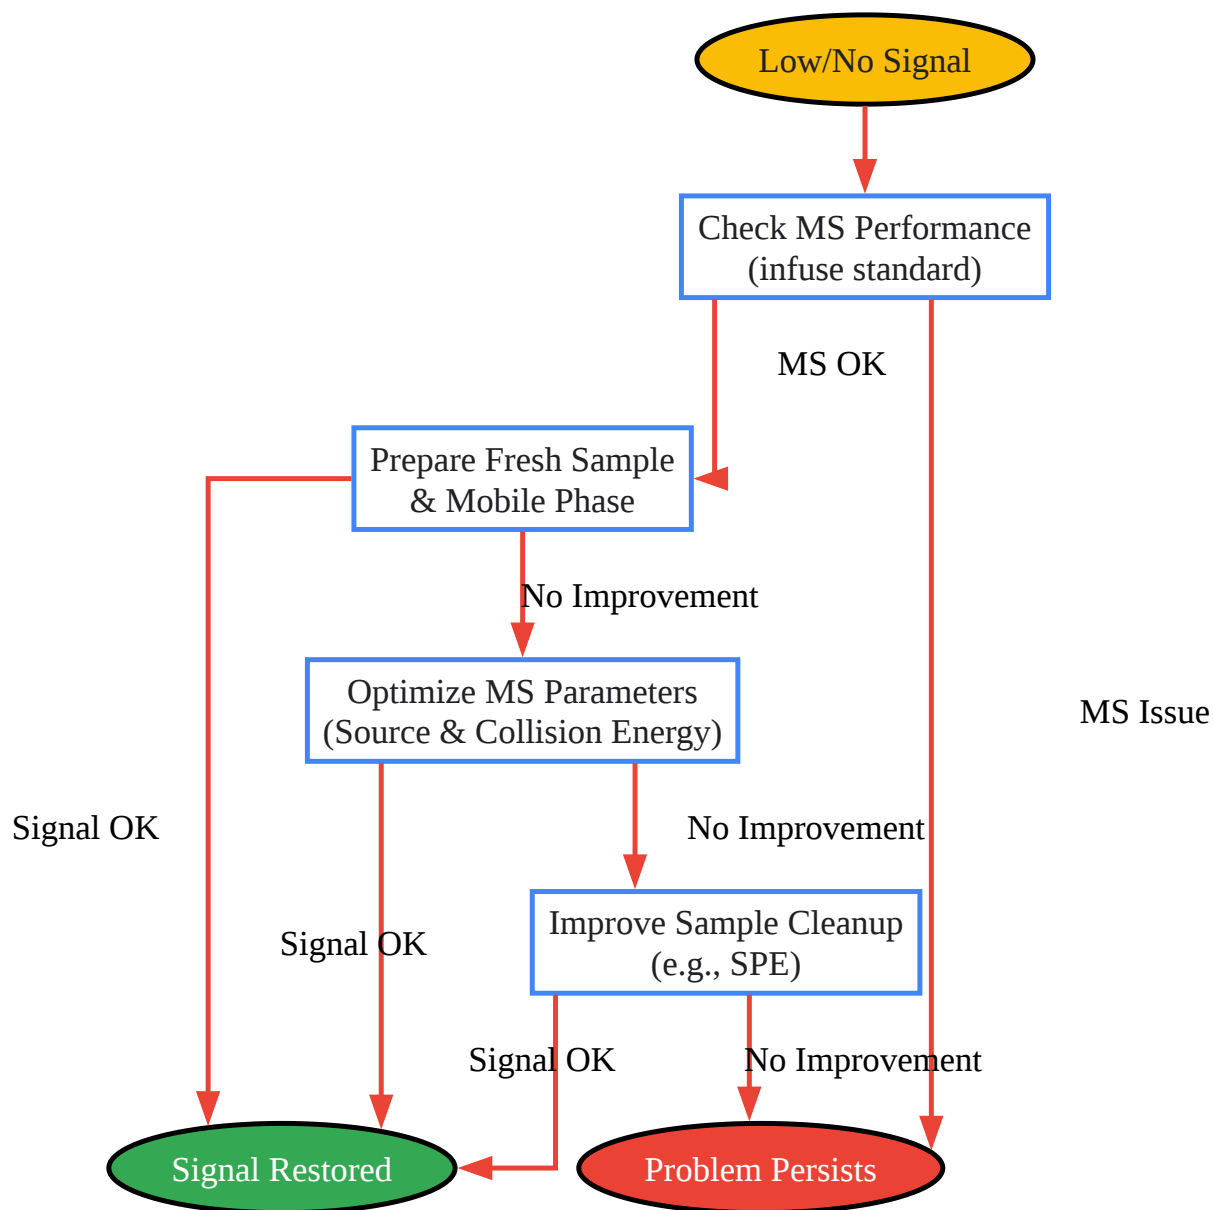 Low/No Signal
Check MS Performance
(infuse standard)
MS OK
Prepare Fresh Sample
& Mobile Phase
No Improvement
Optimize MS Parameters
(Source & Collision Energy)
MS Issue
Signal OK
No Improvement
Improve Sample Cleanup
(e.g., SPE)
Signal OK
Signal OK
No Improvement
Signal Restored
Problem Persists